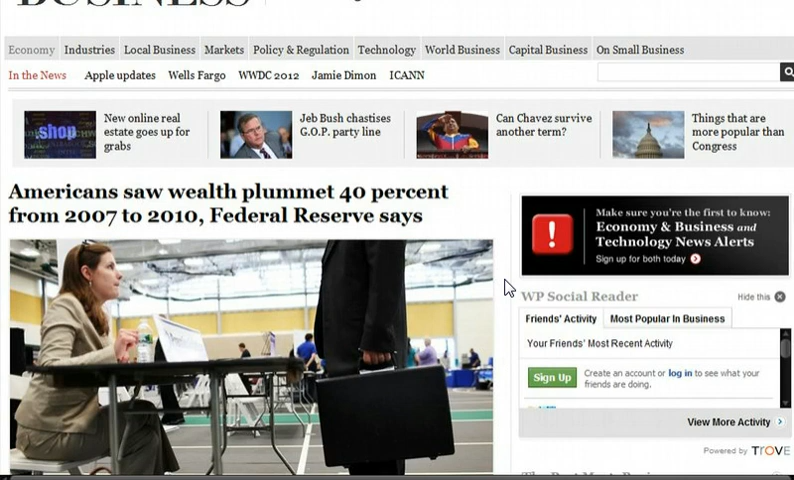 BUSINESS
Economy Industries Local Business Markets Policy & Regulation Technology World Business Capital Business On Small Business
In the News Apple updates Wells Fargo WWDC 2012 Jamie Dimon ICANN
shop
New online real
estate goes up for
grabs
Jeb Bush chastises
G.O.P. party line
Can Chavez survive
another term?
Things that are
more popular than
Congress
Americans saw wealth plummet 40 percent
from 2007 to 2010, Federal Reserve says
Make sure you're the first to know:
Economy & Business and
Technology News Alerts
Sign up for both today
WP Social Reader Hide this
Friends' Activity Most Popular In Business
Your Friends' Most Recent Activity
Sign Up
Create an account or log in to see what your
friends are doing.
View More Activity
Powered by TROVE